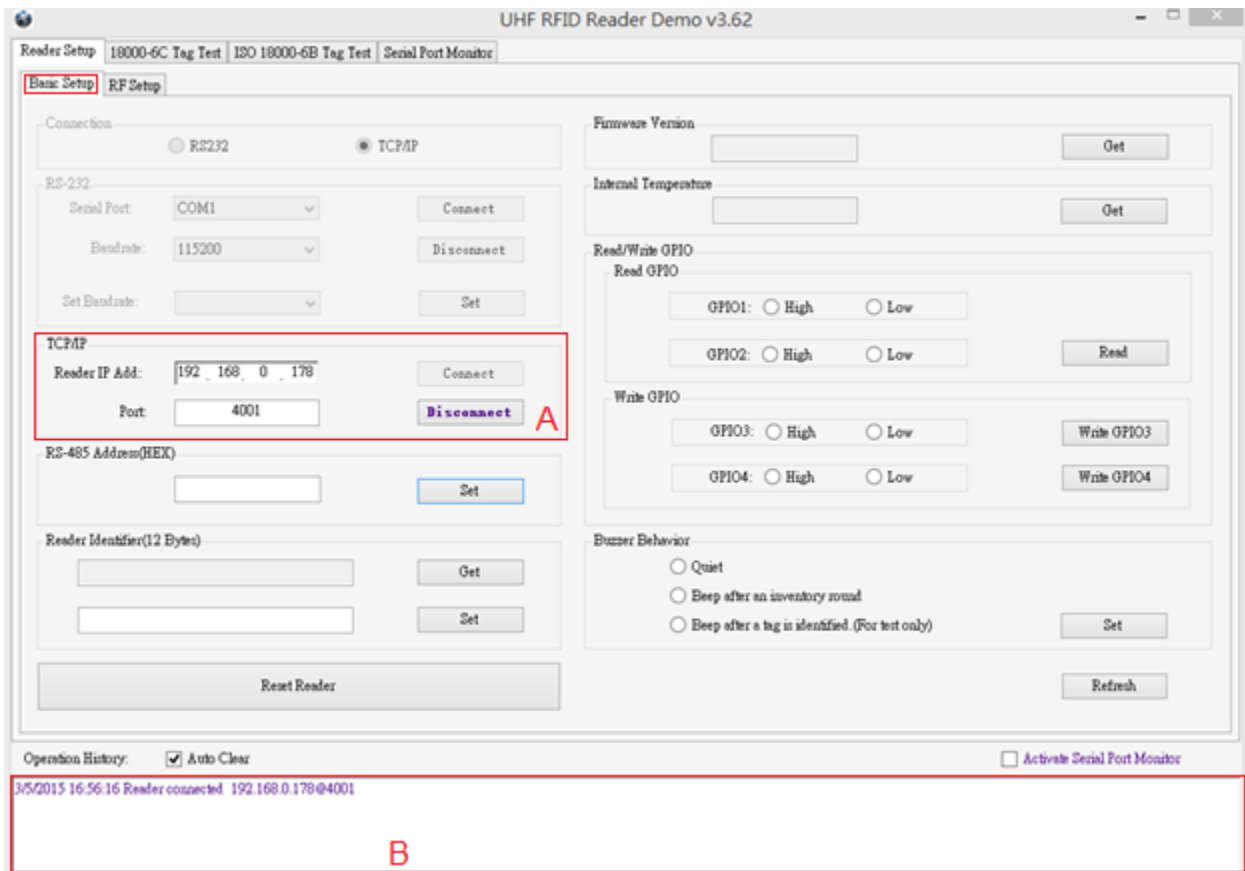 UHF RFID Reader Demo v3.62
Reader Setup 18000-6C Tag Test ISO 18000-6B Tag Test Serial Port Monitor
Basic Setup RF Setup
Connection
RS232 TCP/IP
RS-232
Serial Port: COM1 Connect
Baudrate: 115200 Disconnect
Set Baudrate: Set
TCP/IP
Reader IP Add: 192 . 168 . 0 . 178 Connect
Port: 4001 Disconnect
A
RS-485 Address(HEX)
Set
Reader Identifier(12 Bytes)
Get
Set
Reset Reader
Firmware Version
Get
Internal Temperature
Get
Read/Write GPIO
Read GPIO
GPIO1: High Low
GPIO2: High Low Read
Write GPIO
GPIO3: High Low Write GPIO3
GPIO4: High Low Write GPIO4
Buzzer Behavior
Quiet
Beep after an inventory round
Beep after a tag is identified.(For test only) Set
Refresh
Operation History: Auto Clear Activate Serial Port Monitor
3/5/2015 16:56:16 Reader connected 192.168.0.178@4001
B